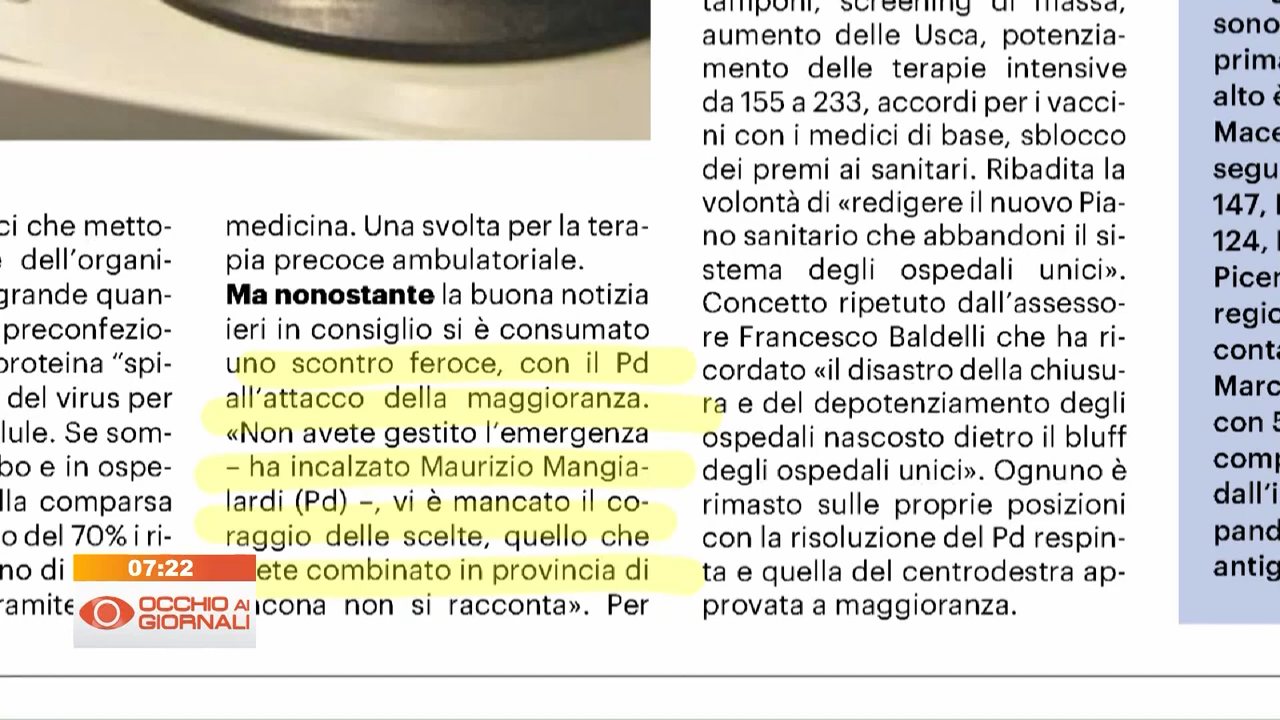 ci che metto-
dell'organi-
grande quan-
preconfezio-
proteina “spi-
del virus per
lule. Se som-
bo e in ospe-
lla comparsa
o del 70% i ri-
no di
ramite
medicina. Una svolta per la tera-
pia precoce ambulatoriale.
Ma nonostante la buona notizia
ieri in consiglio si è consumato
uno scontro feroce, con il Pd
all'attacco della maggioranza.
«Non avete gestito l'emergenza
– ha incalzato Maurizio Mangia-
lardi (Pd) –, vi è mancato il co-
raggio delle scelte, quello che
ete combinato in provincia di
ncona non si racconta». Per
tamponi, screening di massa,
aumento delle Usca, potenzia-
mento delle terapie intensive
da 155 a 233, accordi per i vacci-
ni con i medici di base, sblocco
dei premi ai sanitari. Ribadita la
volontà di «redigere il nuovo Pia-
no sanitario che abbandoni il si-
stema degli ospedali unici».
Concetto ripetuto dall'assesso-
re Francesco Baldelli che ha ri-
cordato «il disastro della chiusu-
ra e del depotenziamento degli
ospedali nascosto dietro il bluff
degli ospedali unici». Ognuno è
rimasto sulle proprie posizioni
con la risoluzione del Pd respin-
ta e quella del centrodestra ap-
provata a maggioranza.
sono
prima
alto è
Mace
segu
147,
124,
Picen
regio
conta
Marc
con 5
comp
dall'i
pand
antig
07:22
OCCHIO AI
GIORNALI